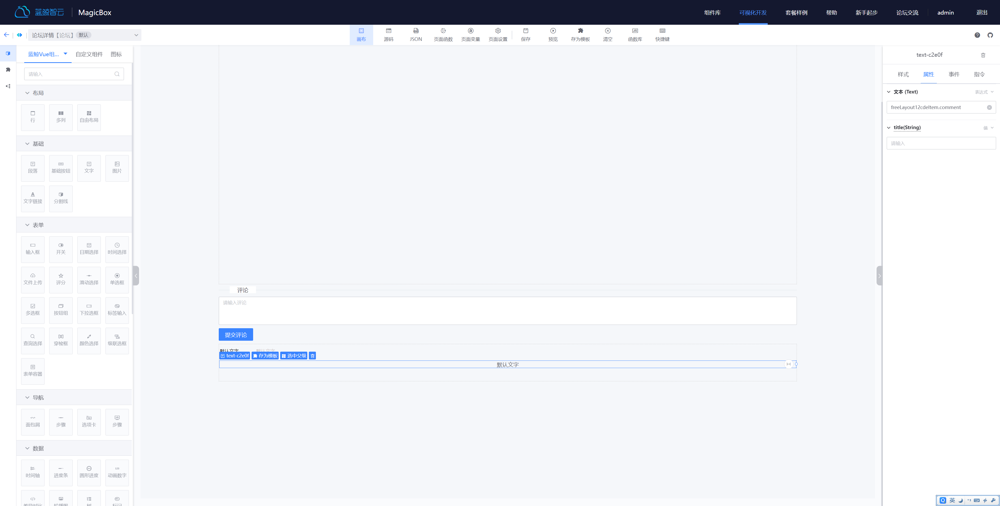 蓝鲸智云 MagicBox 组件库 可视化开发 套餐样例 帮助 新手起步 论坛交流 admin 退出
论坛详情【论坛】 默认
画布 源码 JSON 页面函数 页面变量 页面设置 保存 预览 存为模板 清空 函数库 快捷键
蓝鲸Vue组... 自定义组件 图标
请输入
布局
行 多列 自由布局
基础
段落 基础按钮 文字 图片
文字链接 分割线
表单
输入框 开关 日期选择 时间选择
文件上传 评分 滑动选择 单选框
多选框 按钮组 下拉选框 标签输入
查询选择 穿梭框 颜色选择 级联选框
表单容器
导航
面包屑 步骤 选项卡 步骤
数据
时间轴 进度条 圆形进度 动画数字
差异对比 轮播图 树 标记
评论
请输入评论
提交评论
默认文字 默认文字
text-c2e0f 存为模板 选中父级
默认文字
text-c2e0f
样式 属性 事件 指令
文本 (Text) 表达式
freeLayout12cdeItem.comment
title(String) 值
请输入
英